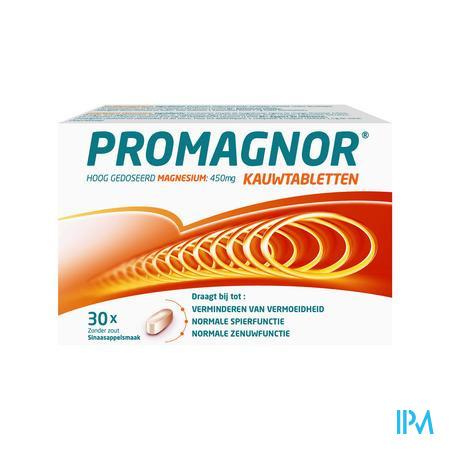 PROMAGNOR®
HOOG GEDOSEERD MAGNESIUM: 450mg KAUWTABLETTEN
Draagt bij tot :
VERMINDEREN VAN VERMOEIDHEID
NORMALE SPIERFUNCTIE
NORMALE ZENUWFUNCTIE
30 x
Zonder zout
Sinaasappelsmaak
IPM